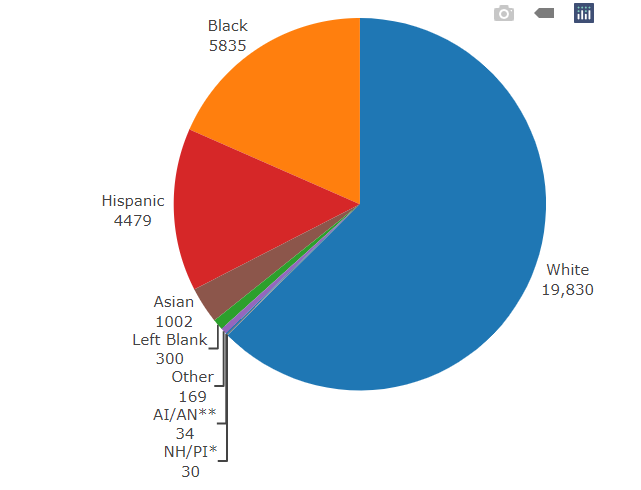 Black
5835
Hispanic
4479
White
19,830
Asian
1002
Left Blank
300
Other
169
AI/AN**
34
NH/PI*
30